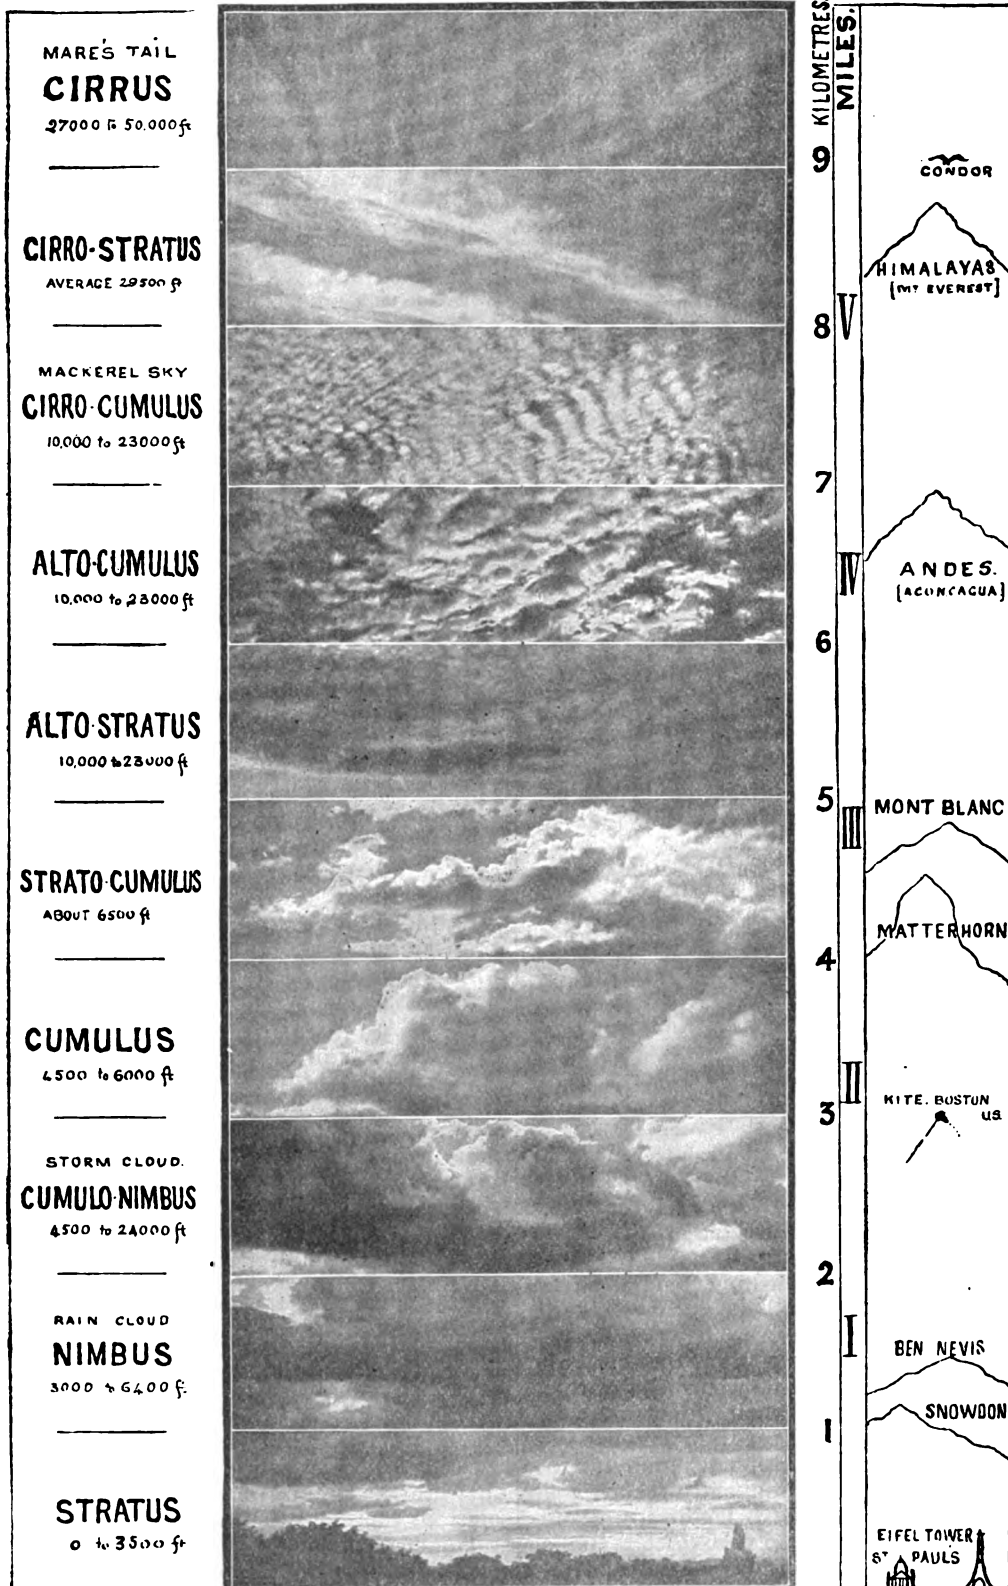 MARE'S TAIL
CIRRUS
27000 to 50.000 ft
CIRRO-STRATUS
AVERAGE 29500 ft
MACKEREL SKY
CIRRO-CUMULUS
10,000 to 23000 ft
ALTO-CUMULUS
10,000 to 23000 ft
ALTO-STRATUS
10,000 to 23000 ft
STRATO-CUMULUS
ABOUT 6500 ft
CUMULUS
4500 to 6000 ft
STORM CLOUD.
CUMULO-NIMBUS
4500 to 24000 ft
RAIN CLOUD
NIMBUS
3000 to 6400 f.
STRATUS
0 to 3500 ft
KILOMETRES.
9
8
7
6
5
4
3
2
1
MILES.
V
IV
III
II
I
CONDOR
HIMALAYAS
[MT EVEREST]
ANDES.
[ACONCAGUA]
MONT BLANC
MATTERHORN
KITE. BOSTON
US
BEN NEVIS
SNOWDON
EIFEL TOWER
ST PAULS